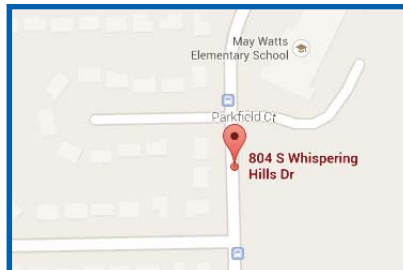 May Watts
Elementary School
Parkfield Ct
804 S Whispering
Hills Dr